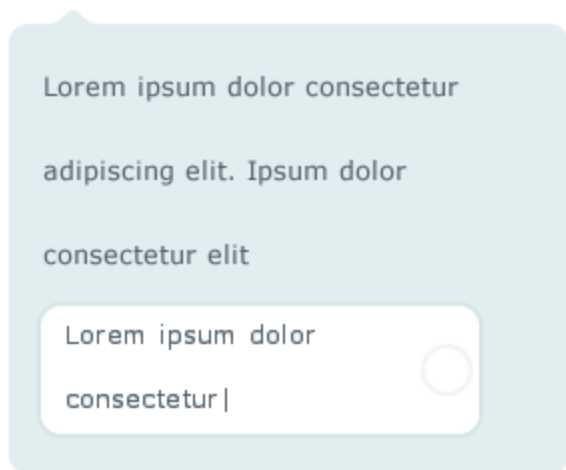 Lorem ipsum dolor consectetur
adipiscing elit. Ipsum dolor
consectetur elit
Lorem ipsum dolor
consectetur|